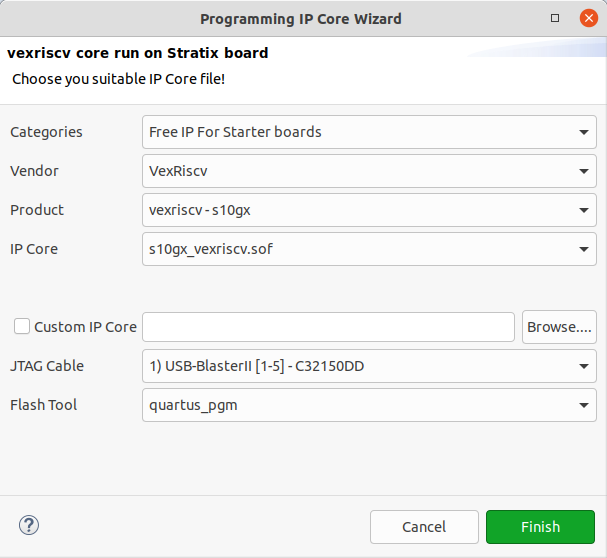 Programming IP Core Wizard
vexriscv core run on Stratix board
Choose you suitable IP Core file!
Categories Free IP For Starter boards
Vendor VexRiscv
Product vexriscv - s10gx
IP Core s10gx_vexriscv.sof
Custom IP Core Browse....
JTAG Cable 1) USB-BlasterII [1-5] - C32150DD
Flash Tool quartus_pgm
? Cancel Finish